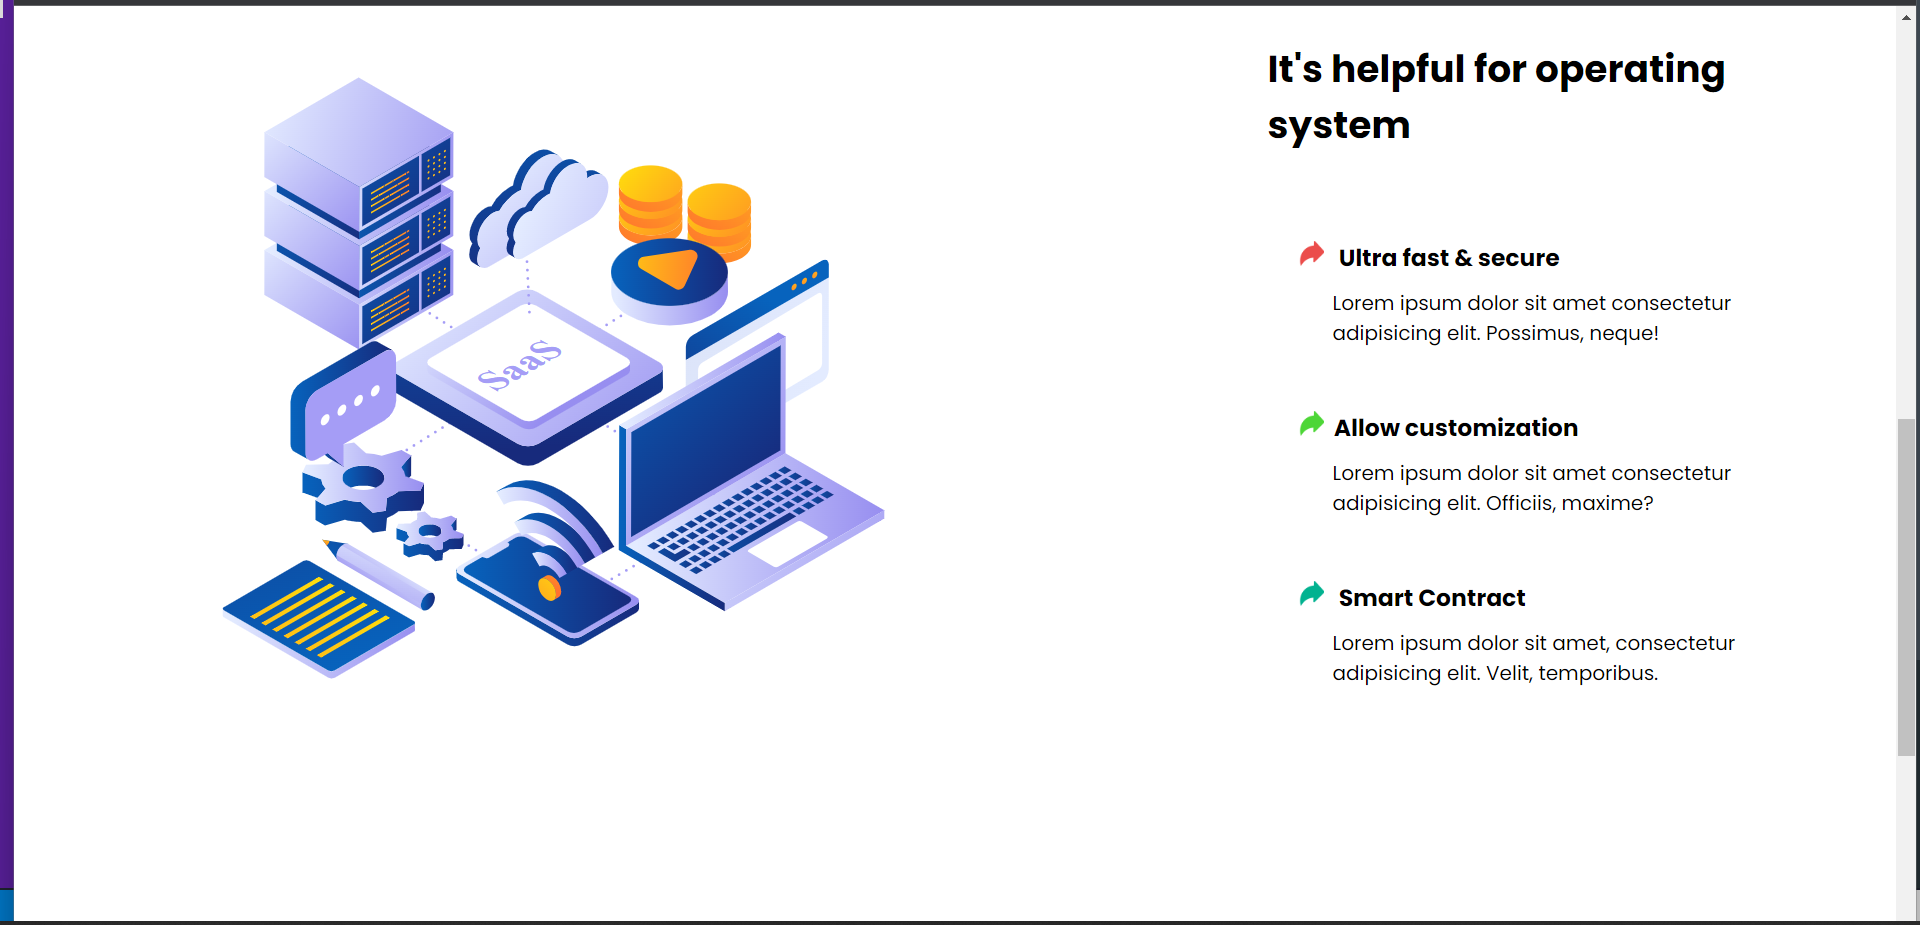 It's helpful for operating
system
SaaS
Ultra fast & secure
Lorem ipsum dolor sit amet consectetur
adipisicing elit. Possimus, neque!
Allow customization
Lorem ipsum dolor sit amet consectetur
adipisicing elit. Officiis, maxime?
Smart Contract
Lorem ipsum dolor sit amet, consectetur
adipisicing elit. Velit, temporibus.